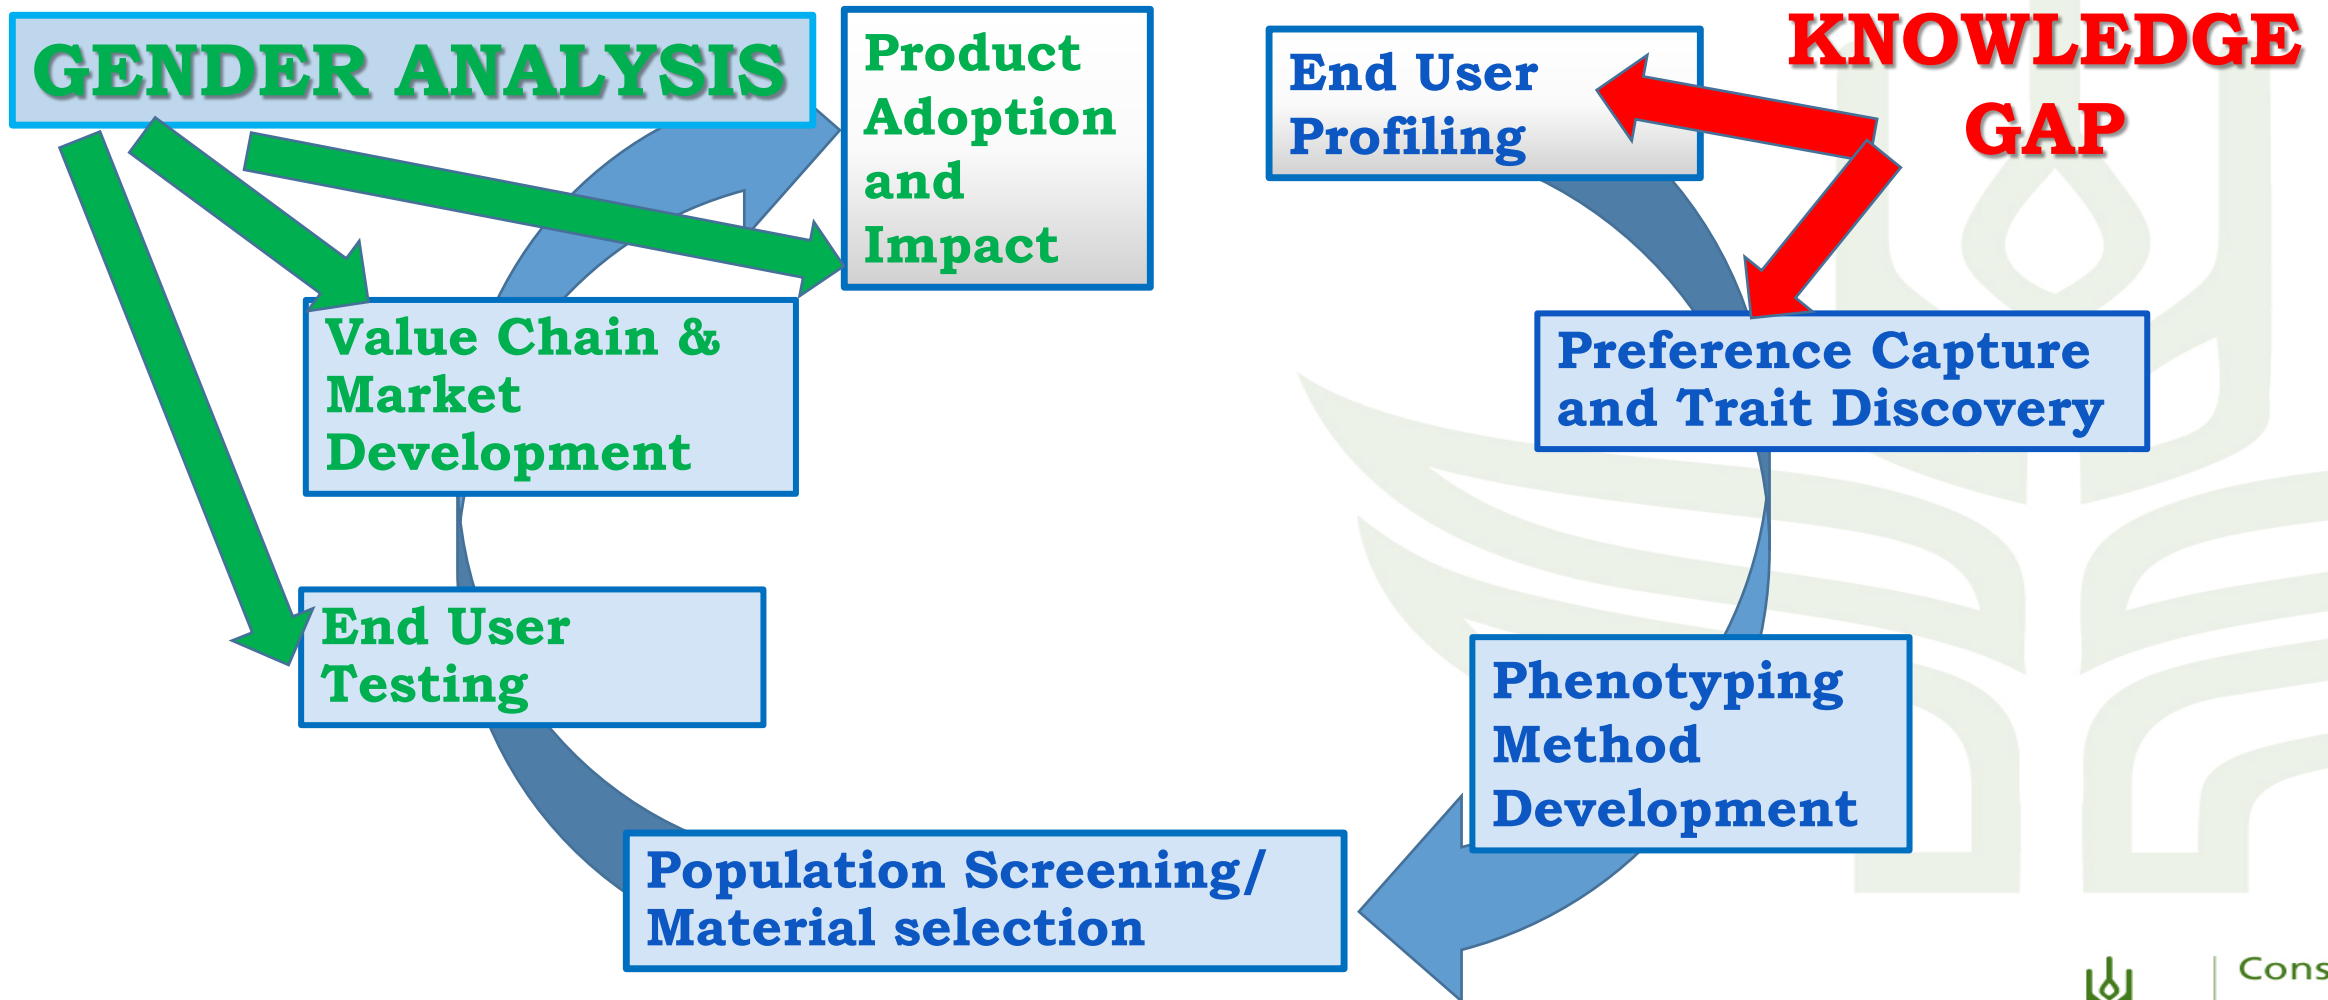 GENDER ANALYSIS
Product
Adoption
and
Impact
End User
Profiling
KNOWLEDGE
GAP
Value Chain &
Market
Development
Preference Capture
and Trait Discovery
End User
Testing
Phenotyping
Method
Development
Population Screening/
Material selection
Cons